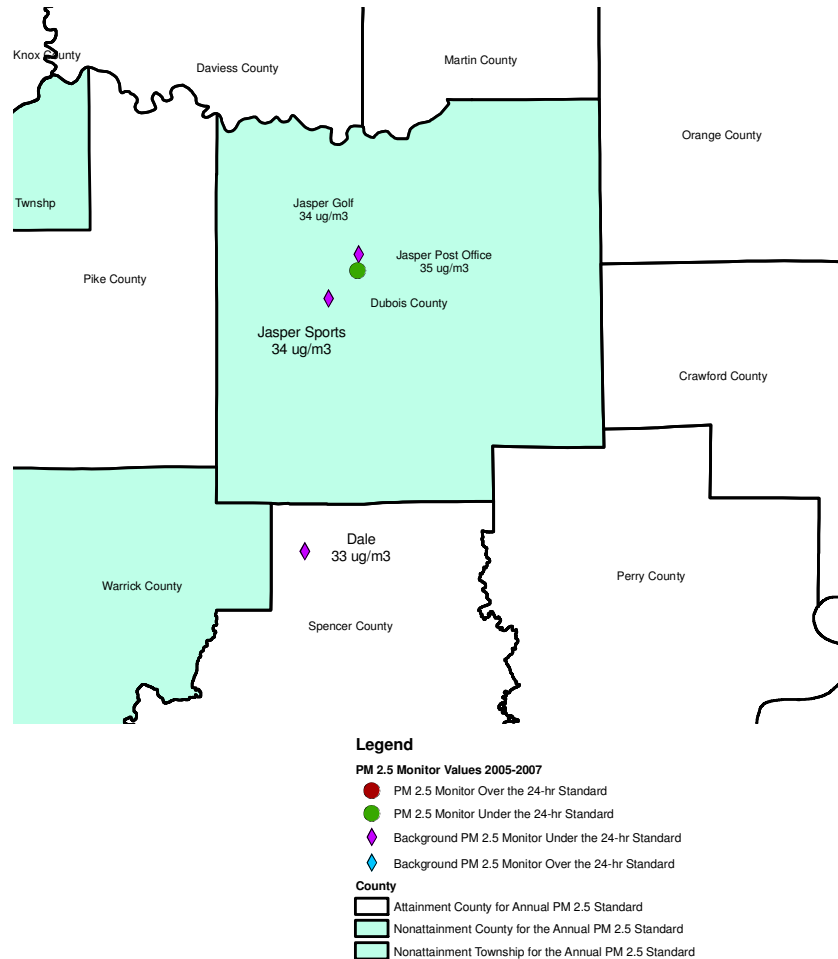 Knox County
Daviess County
Martin County
Orange County
Twnshp
Jasper Golf
34 ug/m3
Jasper Post Office
35 ug/m3
Pike County
Dubois County
Jasper Sports
34 ug/m3
Crawford County
Dale
33 ug/m3
Warrick County
Perry County
Spencer County
Legend
PM 2.5 Monitor Values 2005-2007
PM 2.5 Monitor Over the 24-hr Standard
PM 2.5 Monitor Under the 24-hr Standard
Background PM 2.5 Monitor Under the 24-hr Standard
Background PM 2.5 Monitor Over the 24-hr Standard
County
Attainment County for Annual PM 2.5 Standard
Nonattainment County for the Annual PM 2.5 Standard
Nonattainment Township for the Annual PM 2.5 Standard